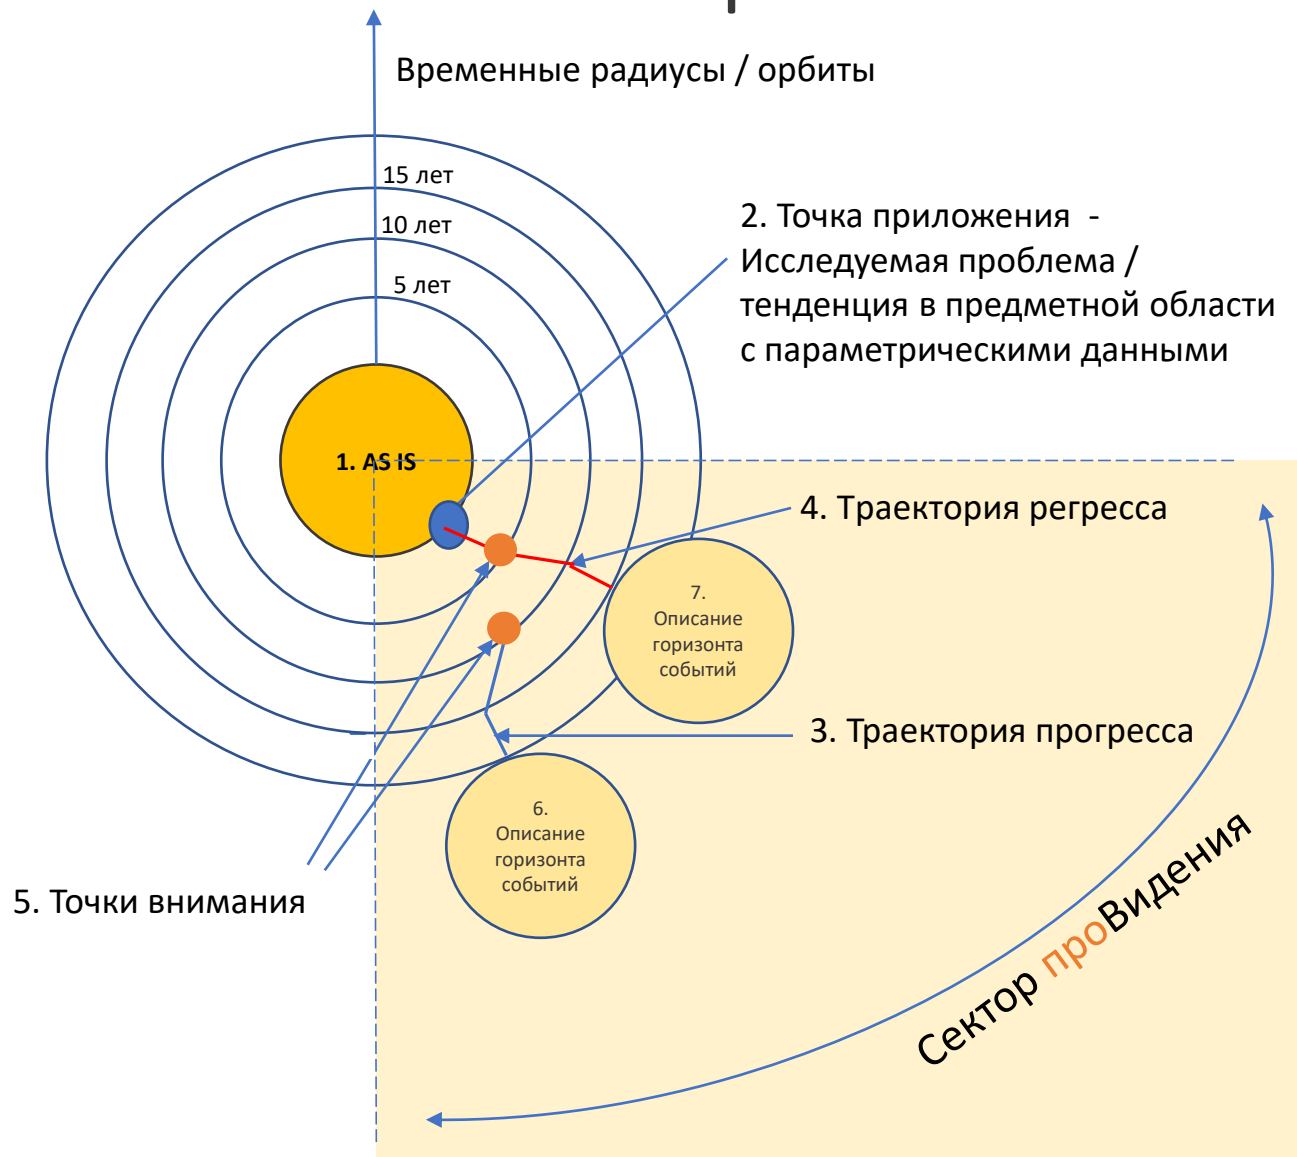 Временные радиусы / орбиты
15 лет
10 лет
5 лет
2. Точка приложения -
Исследуемая проблема /
тенденция в предметной области
с параметрическими данными
1. AS IS
4. Траектория регресса
7.
Описание
горизонта
событий
3. Траектория прогресса
6.
Описание
горизонта
событий
5. Точки внимания
Сектор проВидения